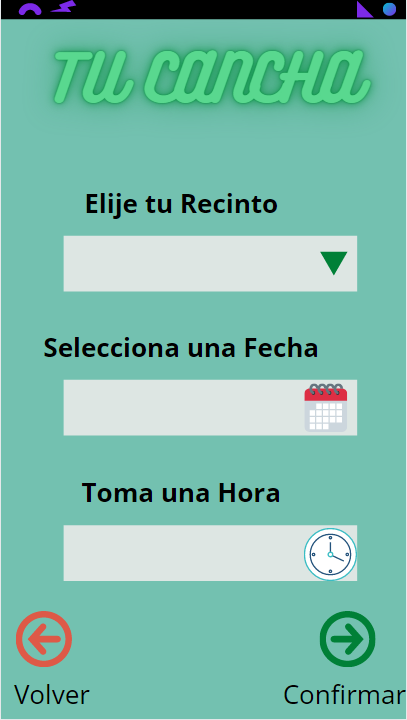 TU CANCHA
Elije tu Recinto
Selecciona una Fecha
Toma una Hora
Volver
Confirmar